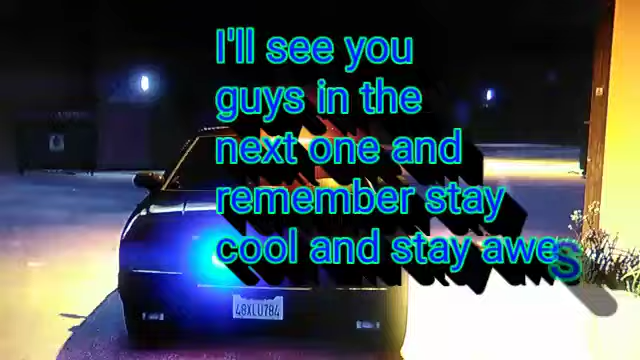 I'll see you
guys in the
next one and
remember stay
cool and stay awes
48XLU784